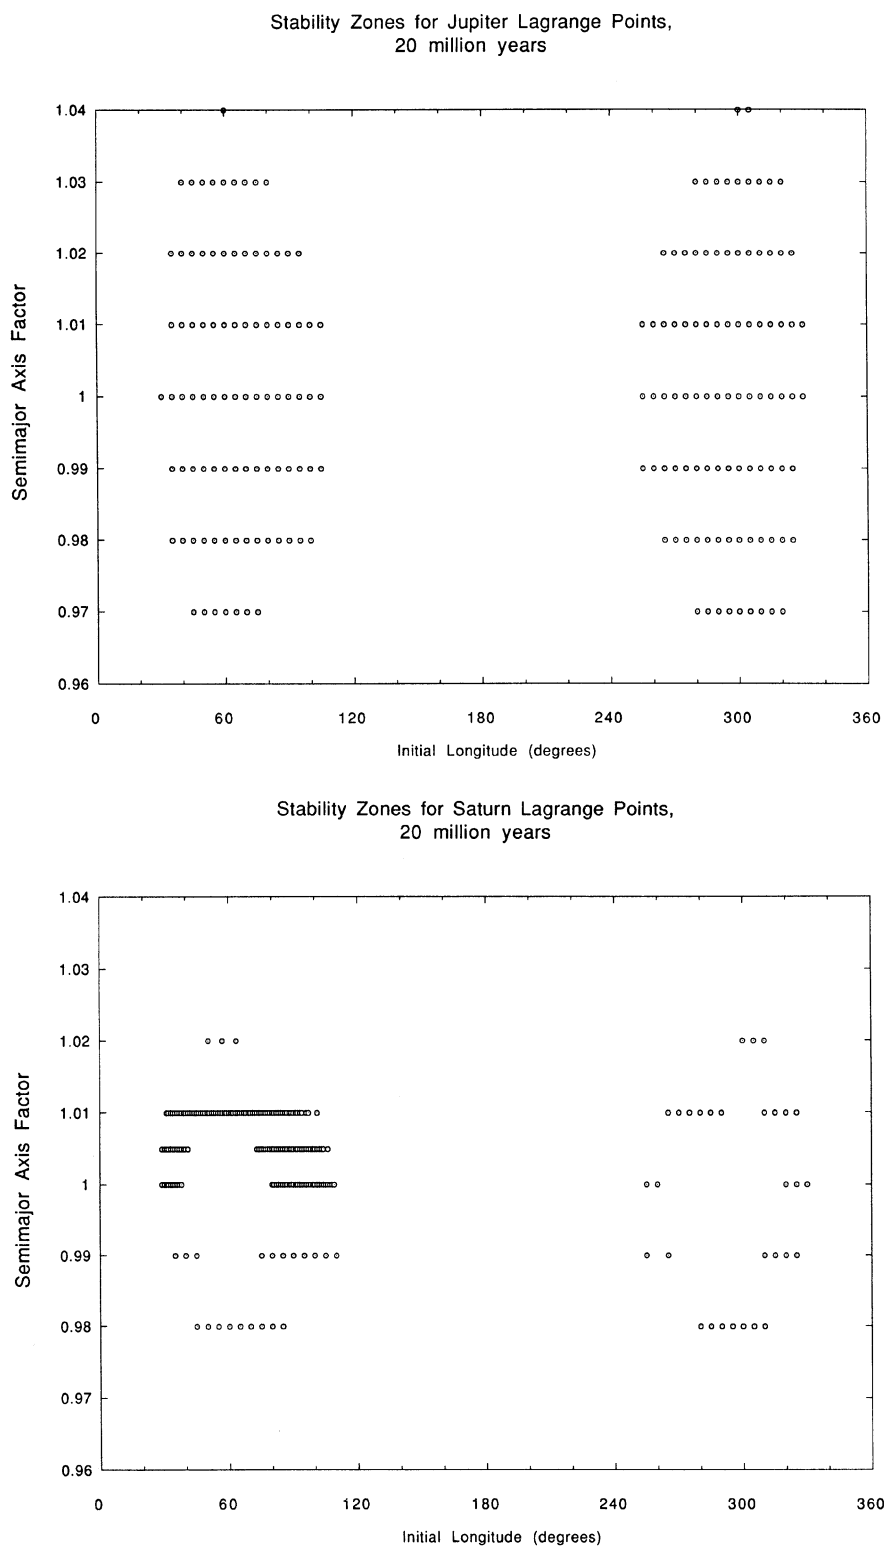 Stability Zones for Jupiter Lagrange Points,
20 million years
1.04
1.03
1.02
1.01
1
0.99
0.98
0.97
0.96
Semimajor Axis Factor
0 60 120 180 240 300 360
Initial Longitude (degrees)
Stability Zones for Saturn Lagrange Points,
20 million years
1.04
1.03
1.02
1.01
1
0.99
0.98
0.97
0.96
Semimajor Axis Factor
0 60 120 180 240 300 360
Initial Longitude (degrees)